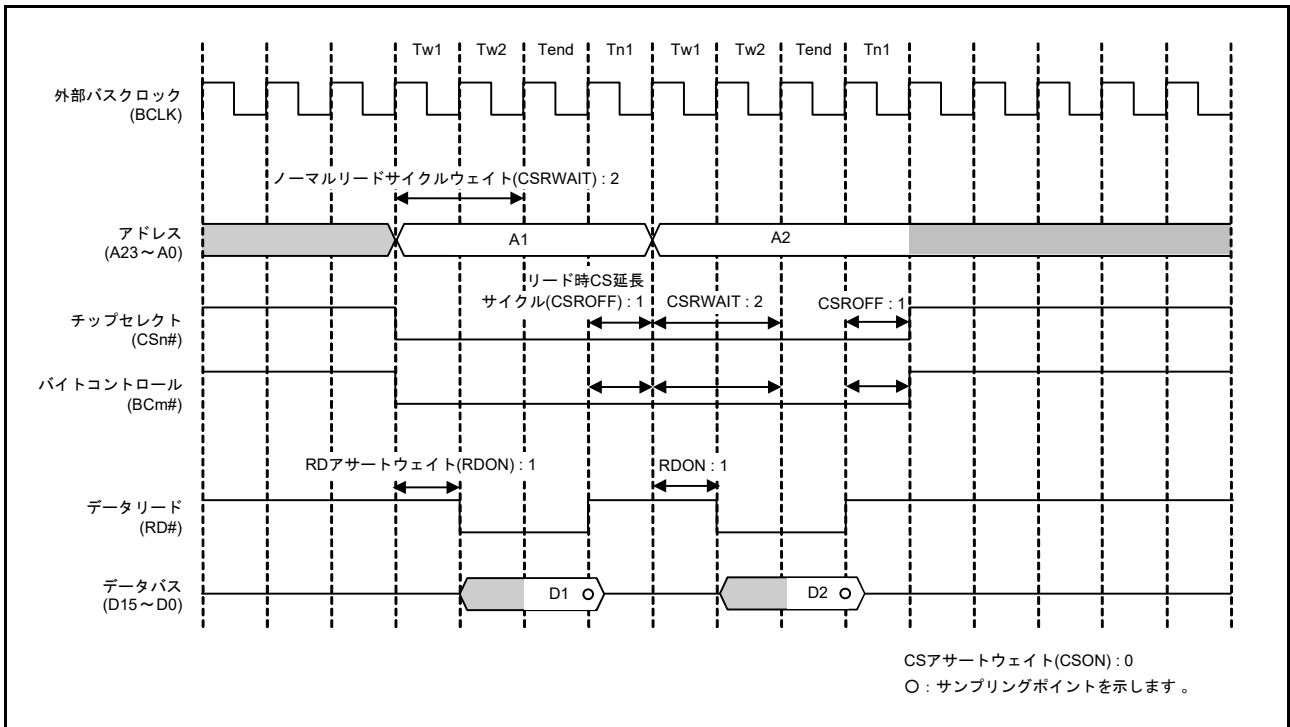 Tw1 Tw2 Tend Tn1 Tw1 Tw2 Tend Tn1
外部バスクロック
(BCLK)
ノーマルリードサイクルウェイト(CSRWAIT) : 2
アドレス
(A23～A0)
A1
A2
リード時CS延長
サイクル(CSROFF) : 1
CSRWAIT : 2
CSROFF : 1
チップセレクト
(CSn#)
バイトコントロール
(BCm#)
RDアサートウェイト(RDON) : 1
RDON : 1
データリード
(RD#)
データバス
(D15～D0)
D1
D2
CSアサートウェイト(CSON) : 0
○ : サンプリングポイントを示します 。